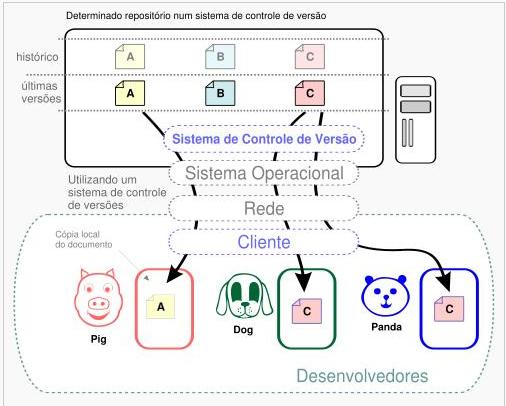 Determinado repositório num sistema de controle de versão
histórico
A
B
C
últimas
versões
A
B
C
Sistema de Controle de Versão
Sistema Operacional
Utilizando um
sistema de controle
de versões
Rede
Cópia local
do documento
Cliente
A
C
C
Pig
Dog
Panda
Desenvolvedores